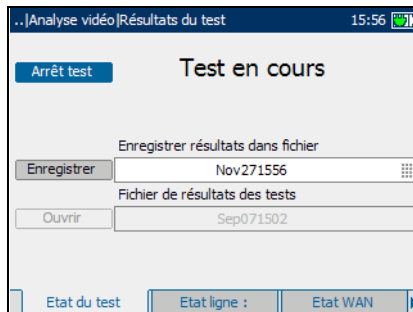 ..|Analyse vidéo|Résultats du test 15:56
Arrêt test Test en cours
Enregistrer résultats dans fichier
Enregistrer Nov271556
Fichier de résultats des tests
Ouvrir Sep071502
Etat du test Etat ligne : Etat WAN